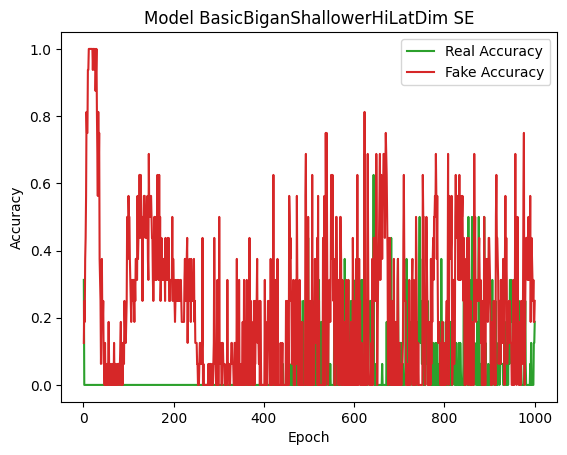 Model BasicBiganShallowerHiLatDim SE
Real Accuracy
Fake Accuracy
1.0
0.8
0.6
0.4
0.2
0.0
Accuracy
0 200 400 600 800 1000
Epoch